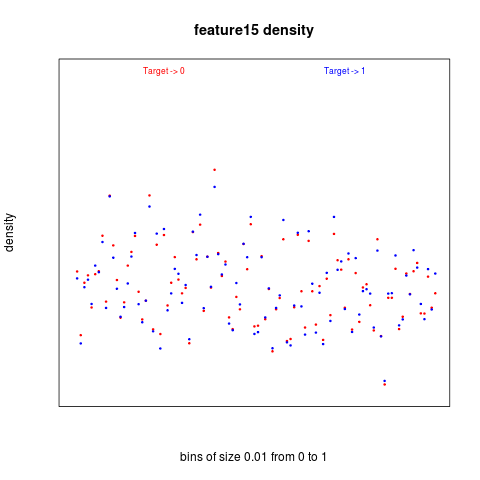 feature15 density
Target -> 0
Target -> 1
density
bins of size 0.01 from 0 to 1